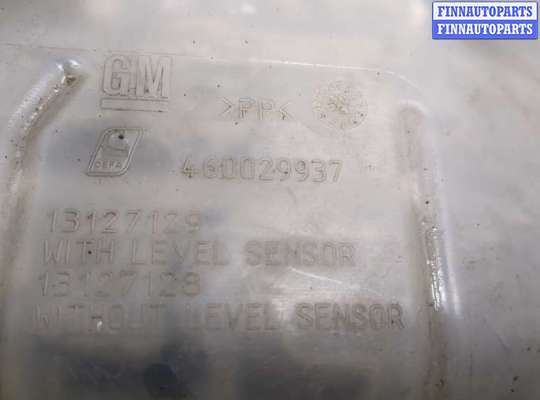 FINNAUTOPARTS
FINNAUTOPARTS
GM
>PP<
460029937
13127129
WITH LEVEL SENSOR
13127128
WITHOUT LEVEL SENSOR